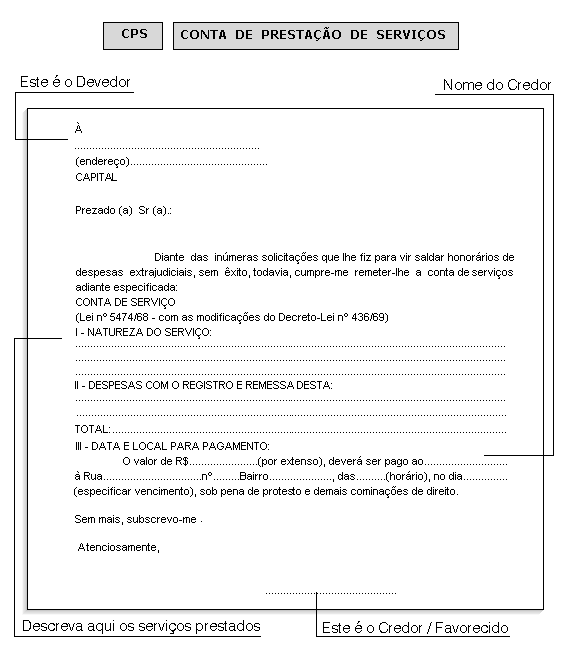 CPS CONTA DE PRESTAÇÃO DE SERVIÇOS
Este é o Devedor
Nome do Credor
À
..............................................................
(endereço)..............................................
CAPITAL
Prezado (a) Sr (a).:
Diante das inúmeras solicitações que lhe fiz para vir saldar honorários de
despesas extrajudiciais, sem êxito, todavia, cumpre-me remeter-lhe a conta de serviços
adiante especificada:
CONTA DE SERVIÇO
(Lei nº 5474/68 - com as modificações do Decreto-Lei nº 436/69)
I - NATUREZA DO SERVIÇO:
................................................................................
................................................................................
................................................................................
II - DESPESAS COM O REGISTRO E REMESSA DESTA:
................................................................................
................................................................................
TOTAL:....................................................................
III - DATA E LOCAL PARA PAGAMENTO:
O valor de R$.......................(por extenso), deverá ser pago ao............................
à Rua.................................nº.........Bairro....................., das..........(horário), no dia...............
(especificar vencimento), sob pena de protesto e demais cominações de direito.
Sem mais, subscrevo-me .
Atenciosamente,
............................................
Descreva aqui os serviços prestados
Este é o Credor / Favorecido